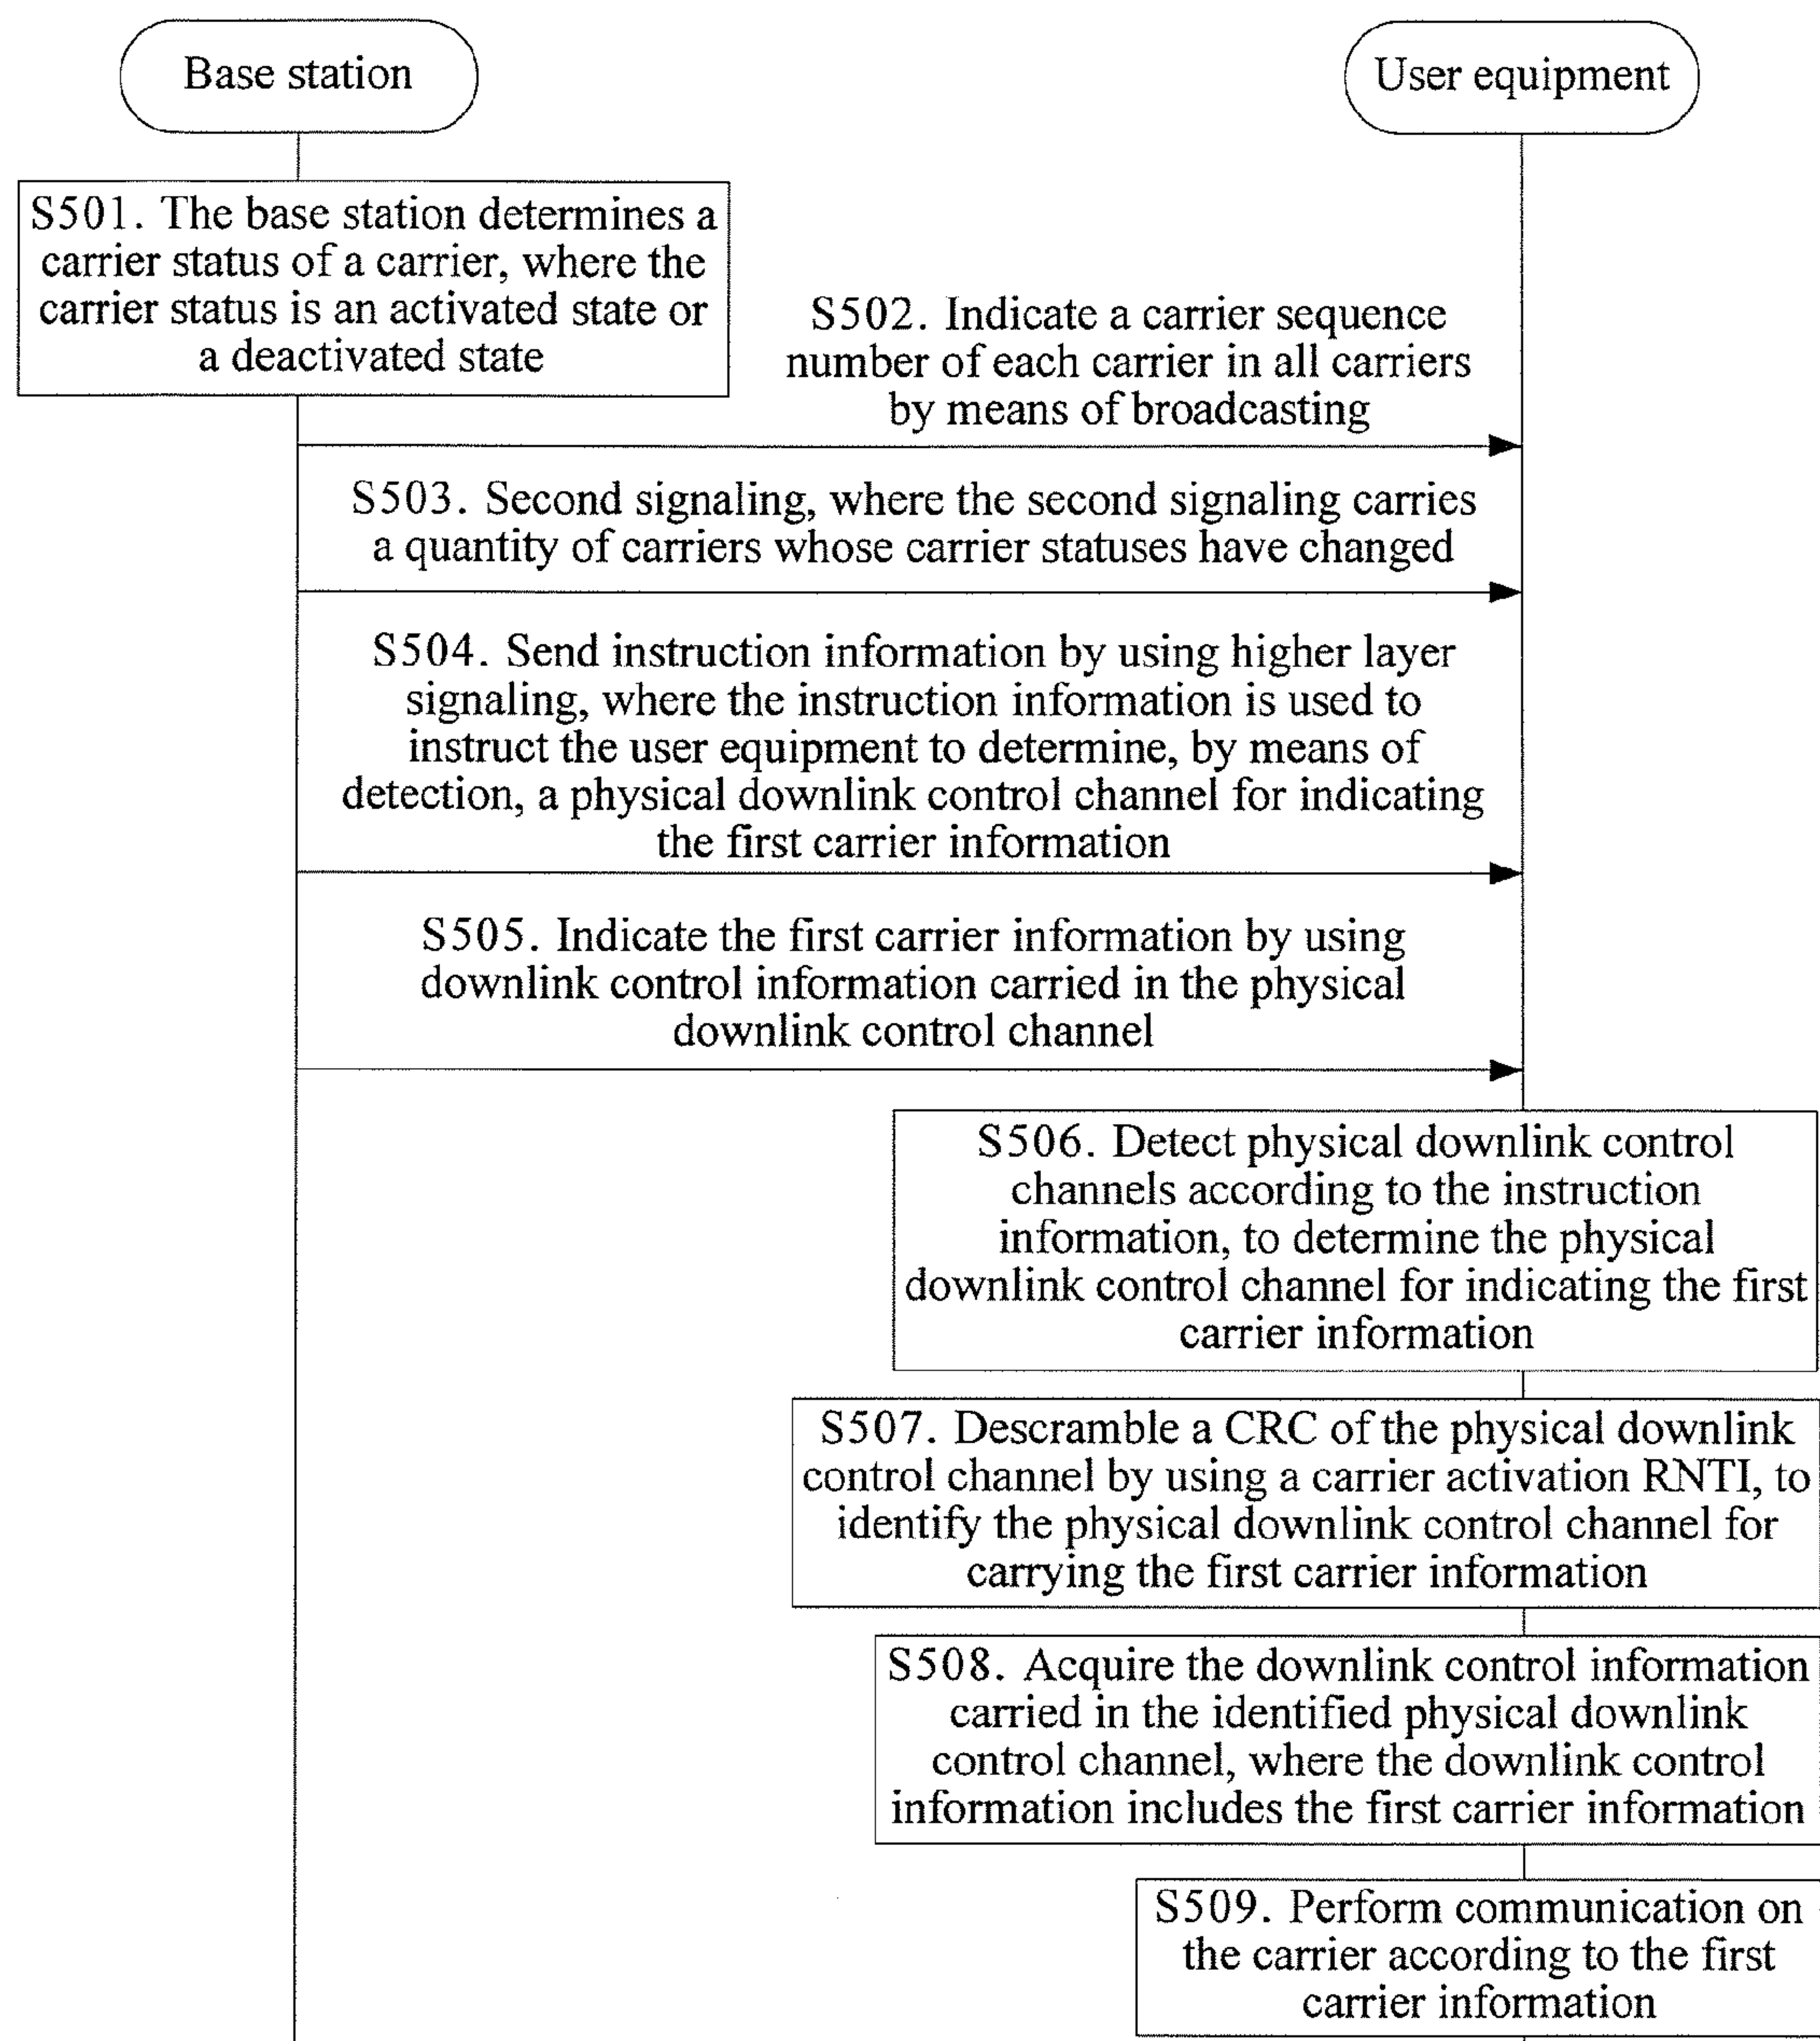 Base station
User equipment
S501. The base station determines a
carrier status of a carrier, where the
carrier status is an activated state or
a deactivated state
S502. Indicate a carrier sequence
number of each carrier in all carriers
by means of broadcasting
S503. Second signaling, where the second signaling carries
a quantity of carriers whose carrier statuses have changed
S504. Send instruction information by using higher layer
signaling, where the instruction information is used to
instruct the user equipment to determine, by means of
detection, a physical downlink control channel for indicating
the first carrier information
S505. Indicate the first carrier information by using
downlink control information carried in the physical
downlink control channel
S506. Detect physical downlink control
channels according to the instruction
information, to determine the physical
downlink control channel for indicating the first
carrier information
S507. Descramble a CRC of the physical downlink
control channel by using a carrier activation RNTI, to
identify the physical downlink control channel for
carrying the first carrier information
S508. Acquire the downlink control information
carried in the identified physical downlink
control channel, where the downlink control
information includes the first carrier information
S509. Perform communication on
the carrier according to the first
carrier information